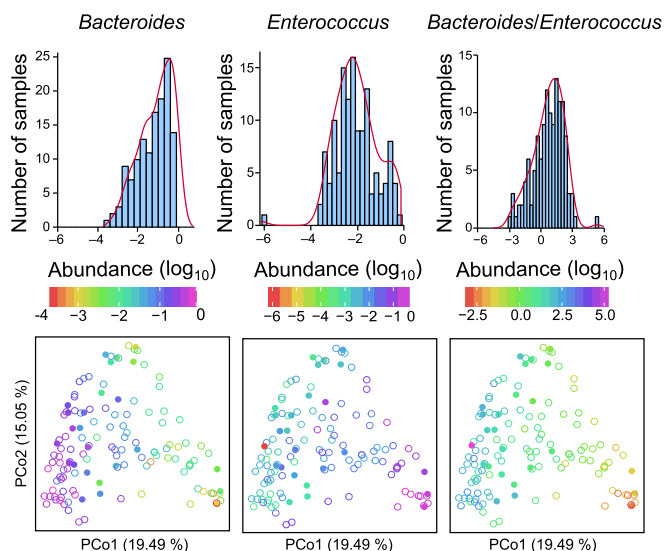 Bacteroides Enterococcus Bacteroides/Enterococcus
Number of samples
25
20
15
10
5
0
−6 −4 −2 0
Number of samples
15
10
5
0
−6 −4 −2 0
Number of samples
15
10
5
0
−6 −3 0 3 6
Abundance (log10) Abundance (log10) Abundance (log10)
−4 −3 −2 −1 0
−6 −5 −4 −3 −2 −1 0
−2.5 0.0 2.5 5.0
PCo2 (15.05 %)
PCo1 (19.49 %) PCo1 (19.49 %) PCo1 (19.49 %)